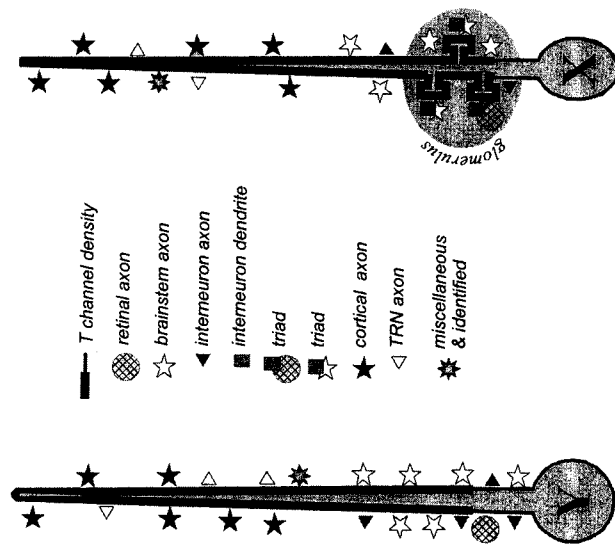 X
glomerulus
T channel density
retinal axon
brainstem axon
interneuron axon
interneuron dendrite
triad
triad
cortical axon
TRN axon
miscellaneous
& identified
Y